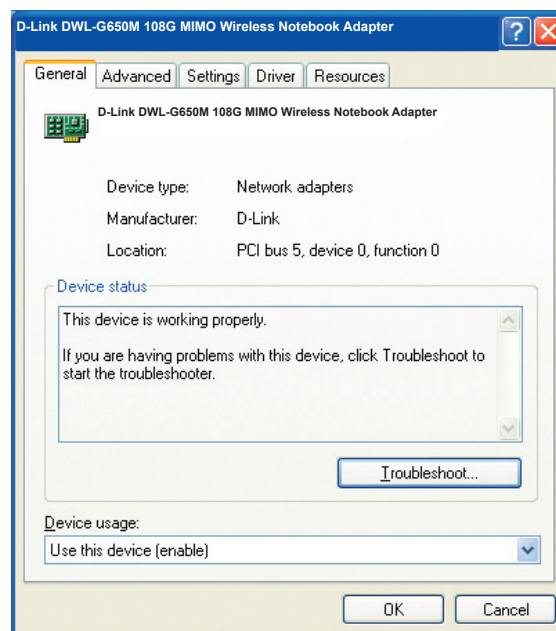 D-Link DWL-G650M 108G MIMO Wireless Notebook Adapter
General Advanced Settings Driver Resources
D-Link DWL-G650M 108G MIMO Wireless Notebook Adapter
Device type: Network adapters
Manufacturer: D-Link
Location: PCI bus 5, device 0, function 0
Device status
This device is working properly.
If you are having problems with this device, click Troubleshoot to
start the troubleshooter.
Troubleshoot...
Device usage:
Use this device (enable)
OK Cancel